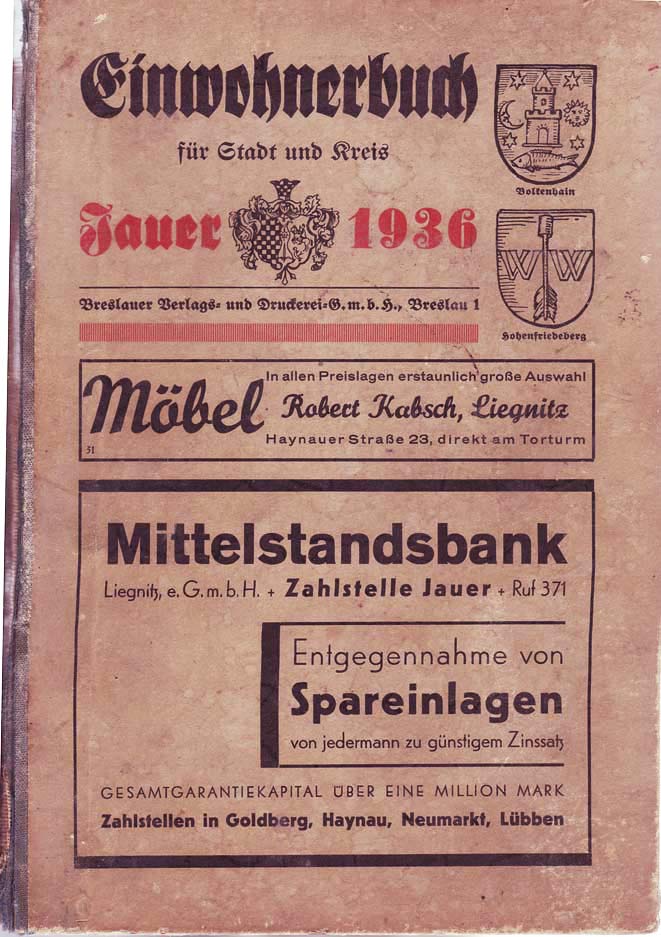 Einwohnerbuch
für Stadt und Kreis
Jauer 1936
Bolkenhain
Hohenfriedeberg
Breslauer Verlags- und Druckerei-G.m.b.H., Breslau 1
Möbel
In allen Preislagen erstaunlich große Auswahl
Robert Kabsch, Liegnitz
Haynauer Straße 23, direkt am Torturm
51
Mittelstandsbank
Liegnitz, e. G. m. b. H. + Zahlstelle Jauer + Ruf 371
Entgegennahme von
Spareinlagen
von jedermann zu günstigem Zinssatz
GESAMTGARANTIEKAPITAL ÜBER EINE MILLION MARK
Zahlstellen in Goldberg, Haynau, Neumarkt, Lübben